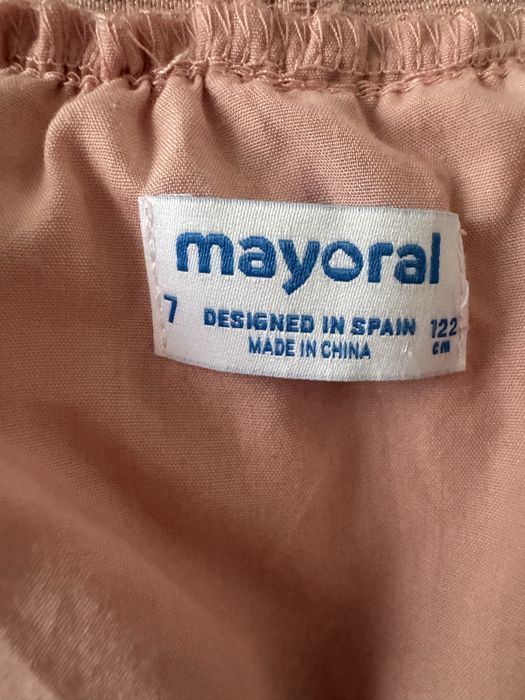 mayoral
7 DESIGNED IN SPAIN 122
MADE IN CHINA cm